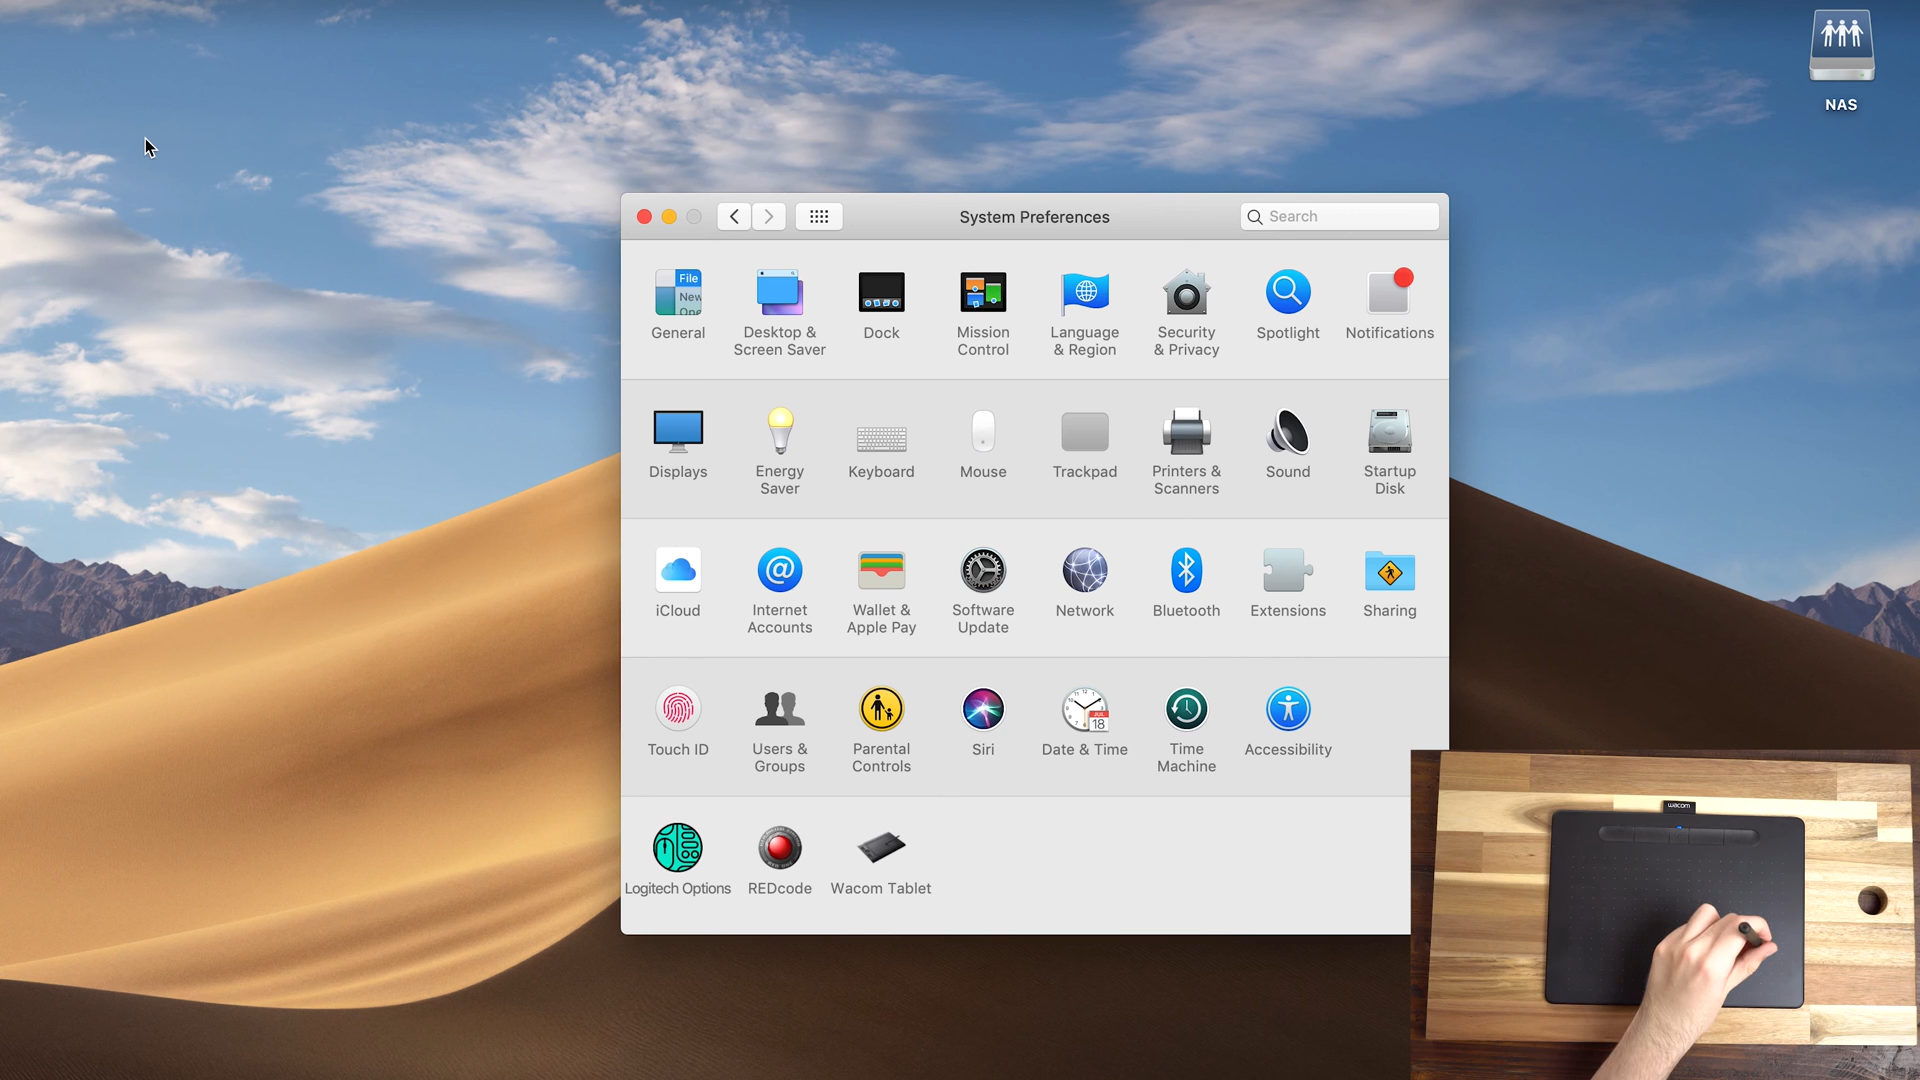 NAS
System Preferences
Search
File
New
Ope
General
Desktop &
Screen Saver
Dock
Mission
Control
Language
& Region
Security
& Privacy
Spotlight
Notifications
Displays
Energy
Saver
Keyboard
Mouse
Trackpad
Printers &
Scanners
Sound
Startup
Disk
iCloud
@
Internet
Accounts
Wallet &
Apple Pay
Software
Update
Network
Bluetooth
Extensions
Sharing
Touch ID
Users &
Groups
Parental
Controls
Siri
JUL
18
Date & Time
Time
Machine
Accessibility
Logitech Options
REDcode
Wacom Tablet
wacom